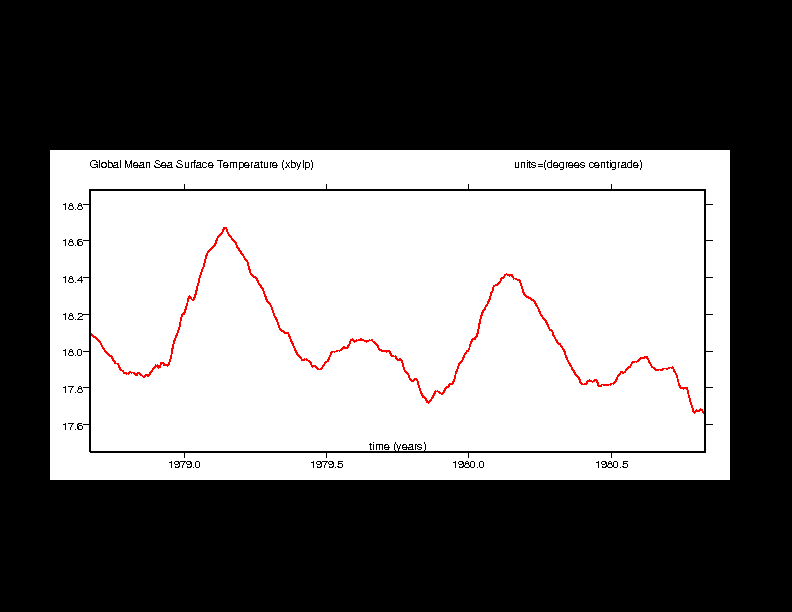 Global Mean Sea Surface Temperature (xbylp) units=(degrees centigrade)
18.8
18.6
18.4
18.2
18.0
17.8
17.6
time (years)
1979.0 1979.5 1980.0 1980.5